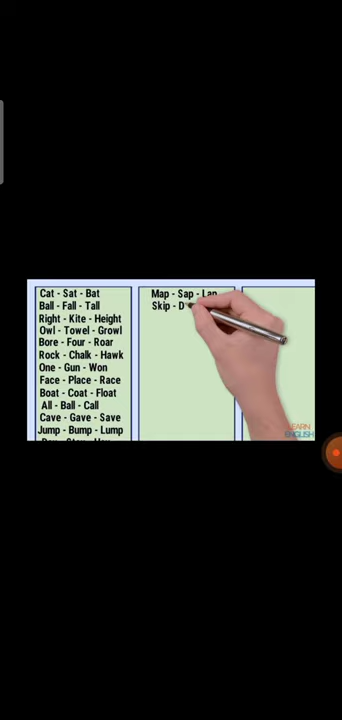 Cat - Sat - Bat
Ball - Fall - Tall
Right - Kite - Height
Owl - Towel - Growl
Bore - Four - Roar
Rock - Chalk - Hawk
One - Gun - Won
Face - Place - Race
Boat - Coat - Float
All - Ball - Call
Cave - Gave - Save
Jump - Bump - Lump
Map - Sap - Lap
Skip - D
LEARN
ENGLISH